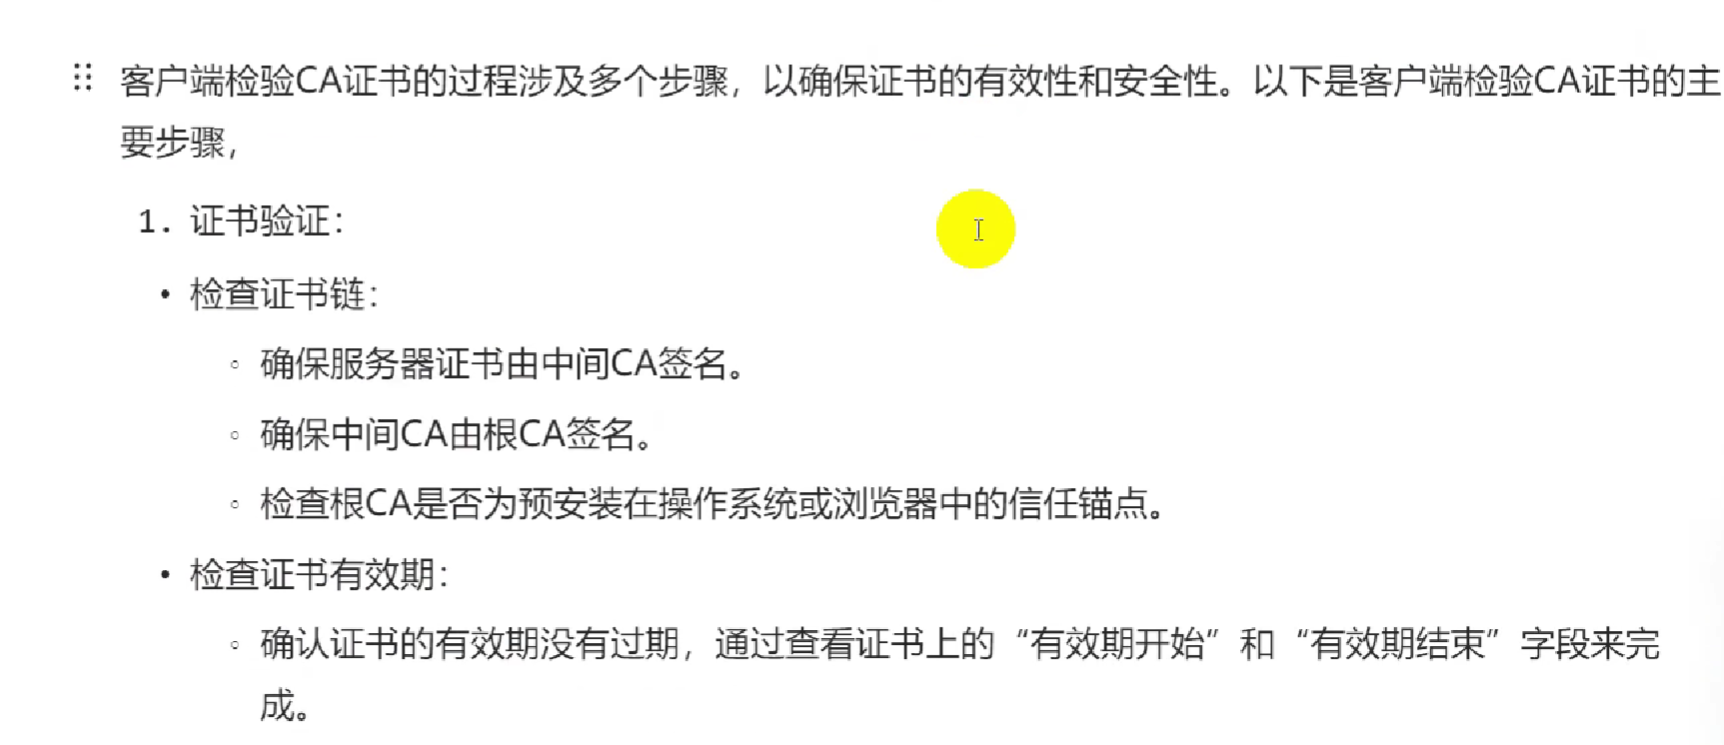 客户端检验CA证书的过程涉及多个步骤，以确保证书的有效性和安全性。以下是客户端检验CA证书的主
要步骤，
1. 证书验证：
• 检查证书链：
◦ 确保服务器证书由中间CA签名。
◦ 确保中间CA由根CA签名。
◦ 检查根CA是否为预安装在操作系统或浏览器中的信任锚点。
• 检查证书有效期：
◦ 确认证书的有效期没有过期，通过查看证书上的“有效期开始”和“有效期结束”字段来完
成。